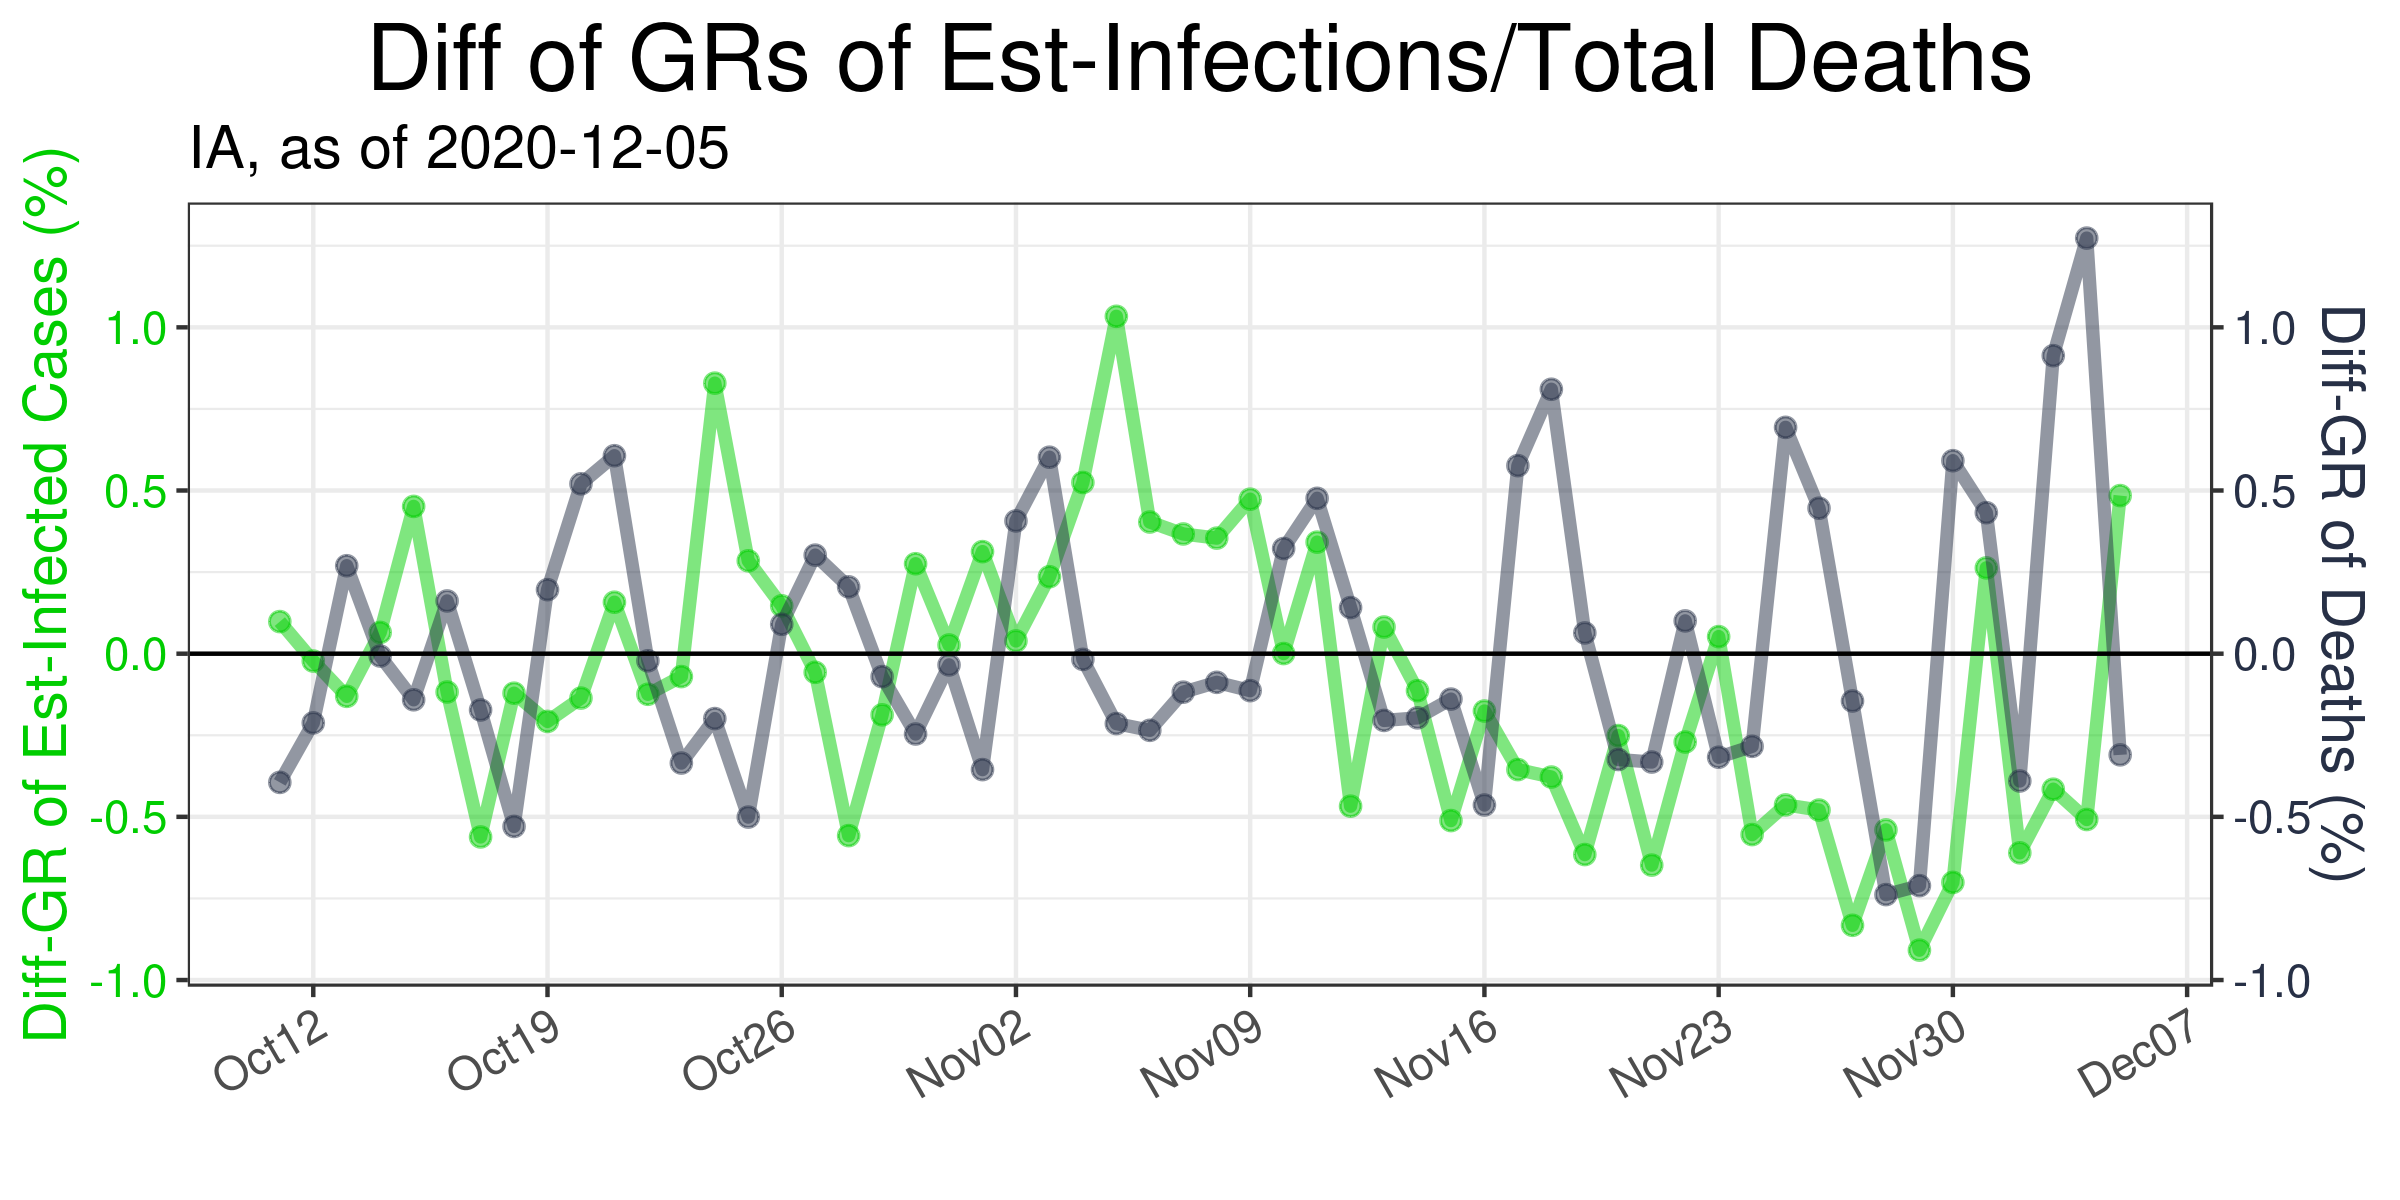 Diff of GRs of Est-Infections/Total Deaths
IA, as of 2020-12-05
Diff-GR of Est-Infected Cases (%)
1.0
0.5
0.0
-0.5
-1.0
1.0
0.5
0.0
-0.5
-1.0
Diff-GR of Deaths (%)
Oct12
Oct19
Oct26
Nov02
Nov09
Nov16
Nov23
Nov30
Dec07